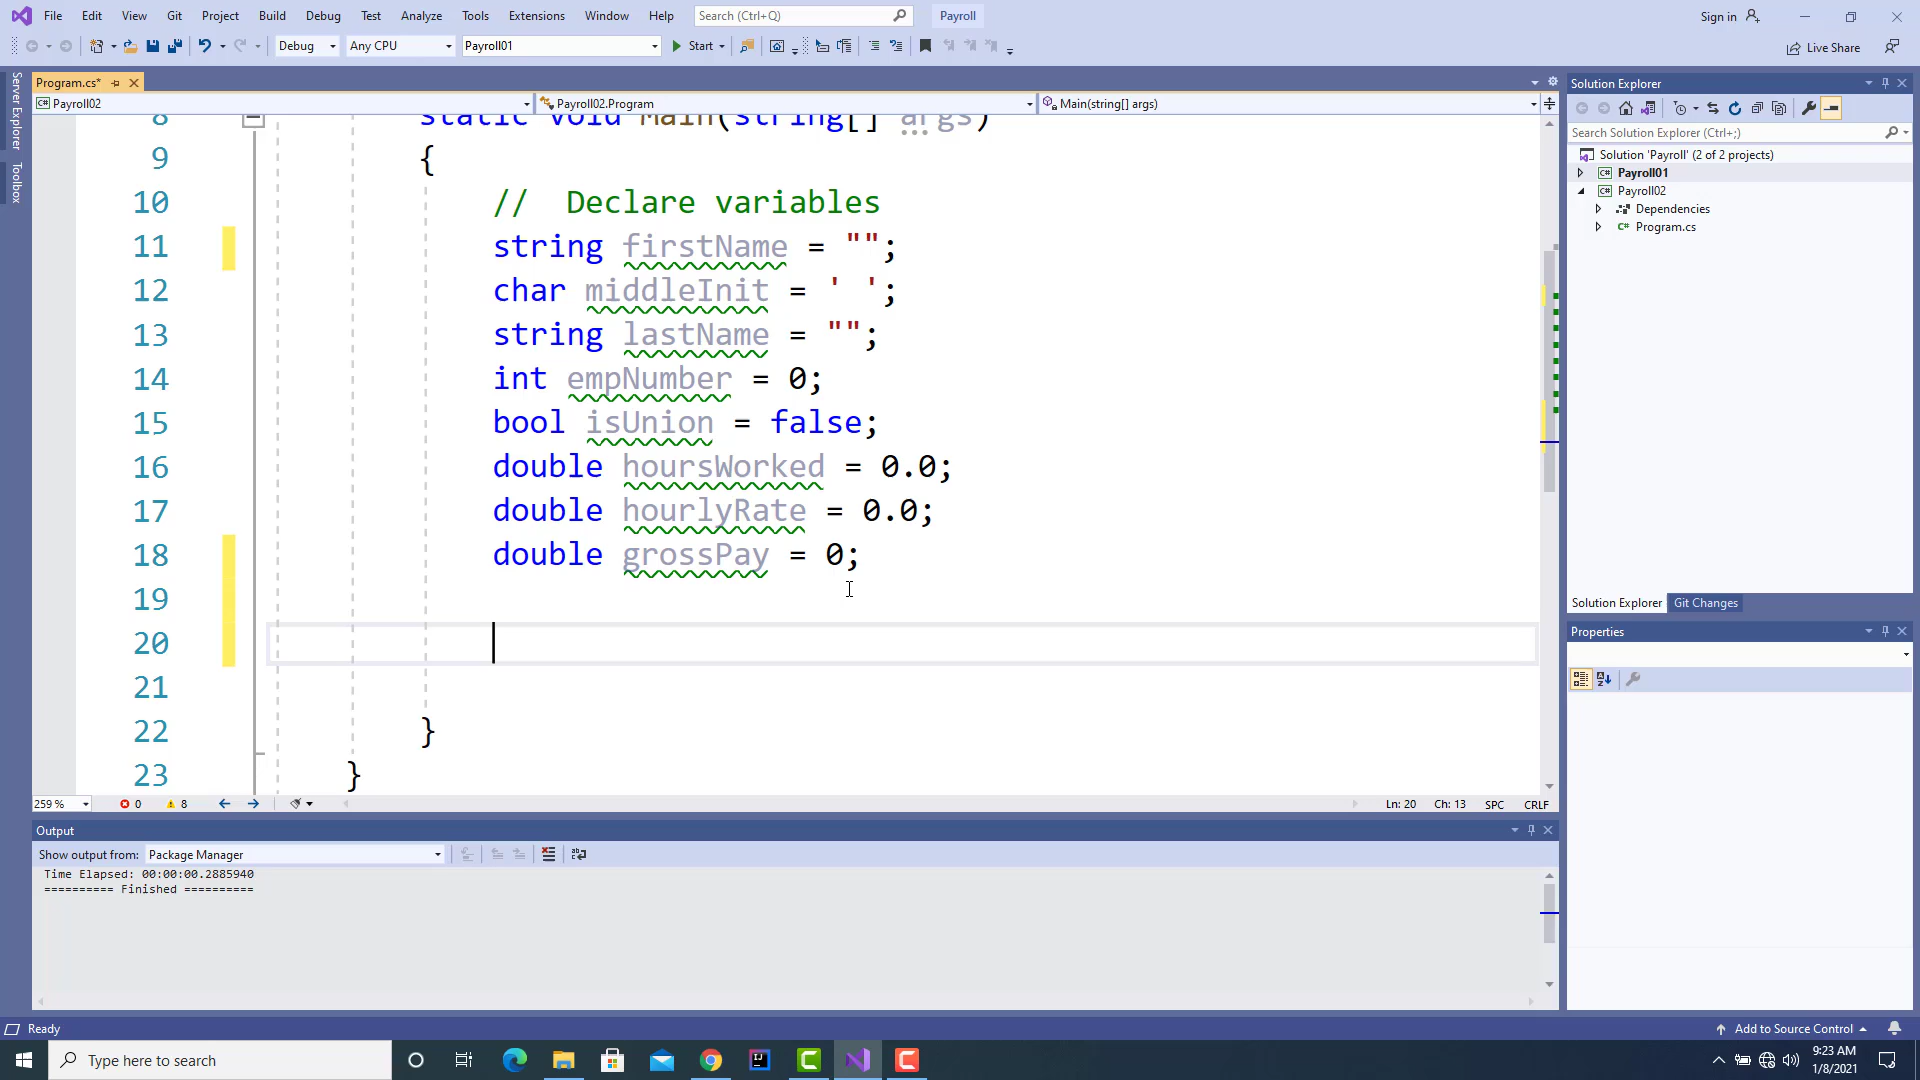 File Edit View Git Project Build Debug Test Analyze Tools Extensions Window Help Search (Ctrl+Q) Payroll Sign in
Debug Any CPU Payroll01 Start Live Share
Server Explorer
Toolbox
Program.cs*
Payroll02 Payroll02.Program Main(string[] args)
8 static void Main(string[] args)
9 {
10 // Declare variables
11 string firstName = "";
12 char middleInit = ' ';
13 string lastName = "";
14 int empNumber = 0;
15 bool isUnion = false;
16 double hoursWorked = 0.0;
17 double hourlyRate = 0.0;
18 double grossPay = 0;
19
20
21
22 }
23 }
259 % 0 8 Ln: 20 Ch: 13 SPC CRLF
Output
Show output from: Package Manager
Time Elapsed: 00:00:00.2885940
========== Finished ==========
Solution Explorer
Search Solution Explorer (Ctrl+;)
Solution 'Payroll' (2 of 2 projects)
C# Payroll01
C# Payroll02
Dependencies
C# Program.cs
Solution Explorer Git Changes
Properties
Ready Add to Source Control
Type here to search
9:23 AM
1/8/2021